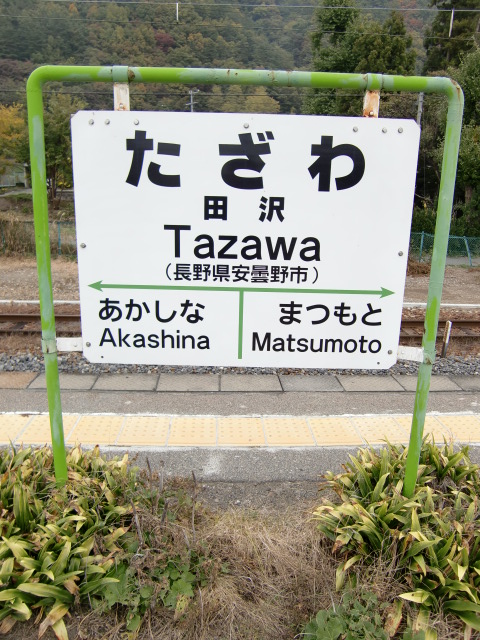 たざわ
田沢
Tazawa
(長野県安曇野市)
あかしな まつもと
Akashina Matsumoto